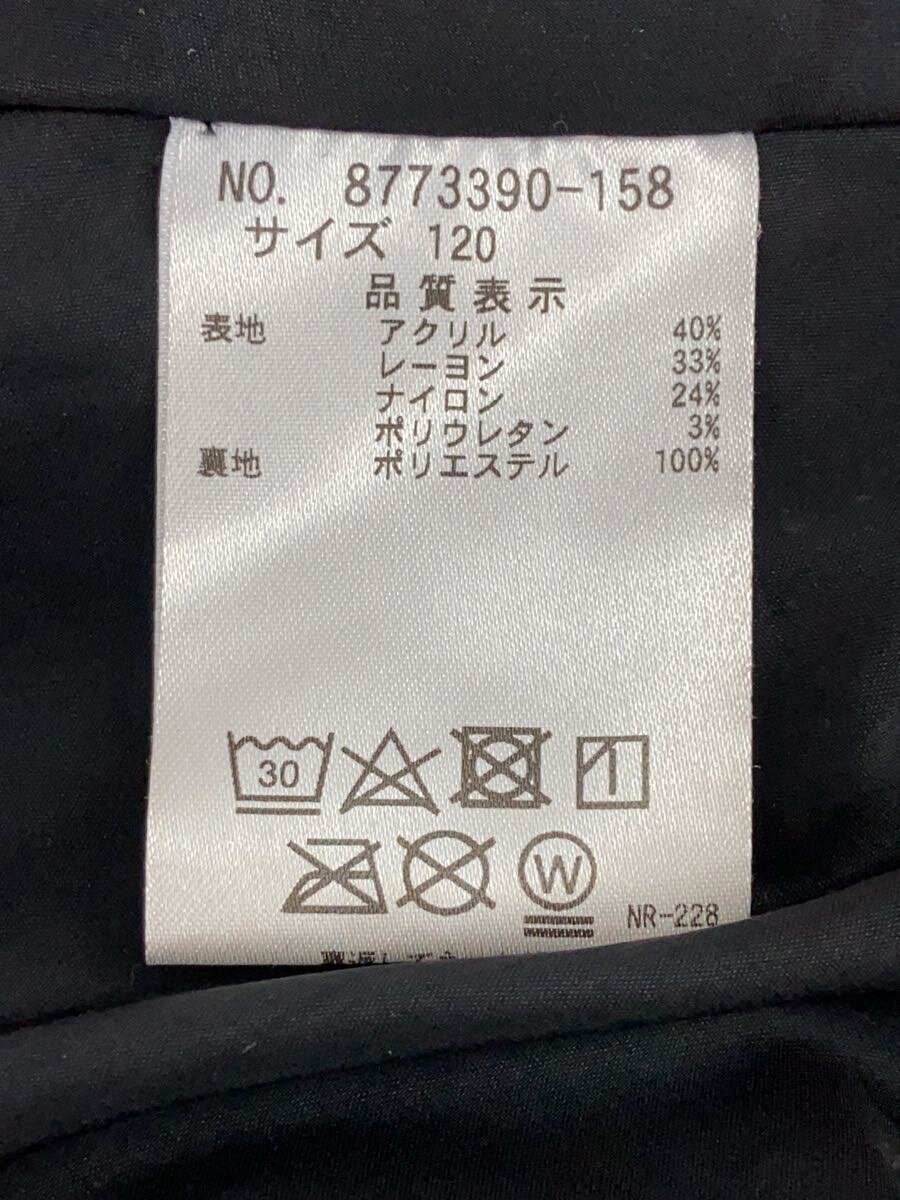 NO. 8773390-158
サイズ 120
品質表示
表地 アクリル 40%
レーヨン 33%
ナイロン 24%
ポリウレタン 3%
裏地 ポリエステル 100%
30
W
NR-228